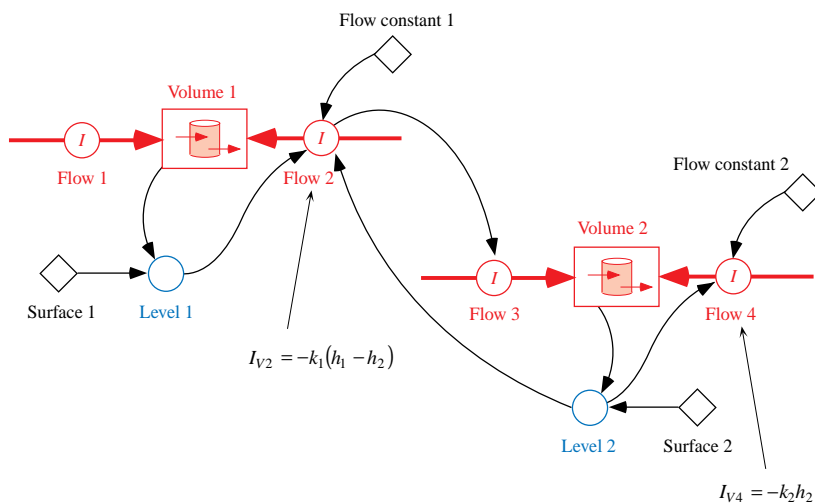 Flow constant 1
Volume 1
I
I
Flow 1
Flow 2
Flow constant 2
Volume 2
I
I
Surface 1
Level 1
Flow 3
Flow 4
I_{V2} = -k_1(h_1 - h_2)
Level 2
Surface 2
I_{V4} = -k_2h_2